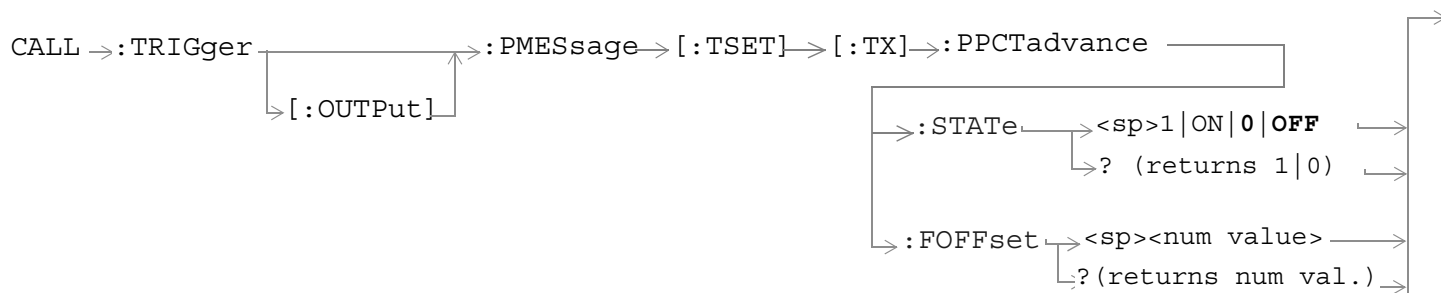 CALL :TRIGger :PMESsage [:TSET] [:TX] :PPCTadvance
[:OUTPut]
:STATe <sp>1|ON|0|OFF
? (returns 1|0)
:FOFFset <sp><num value>
?(returns num val.)